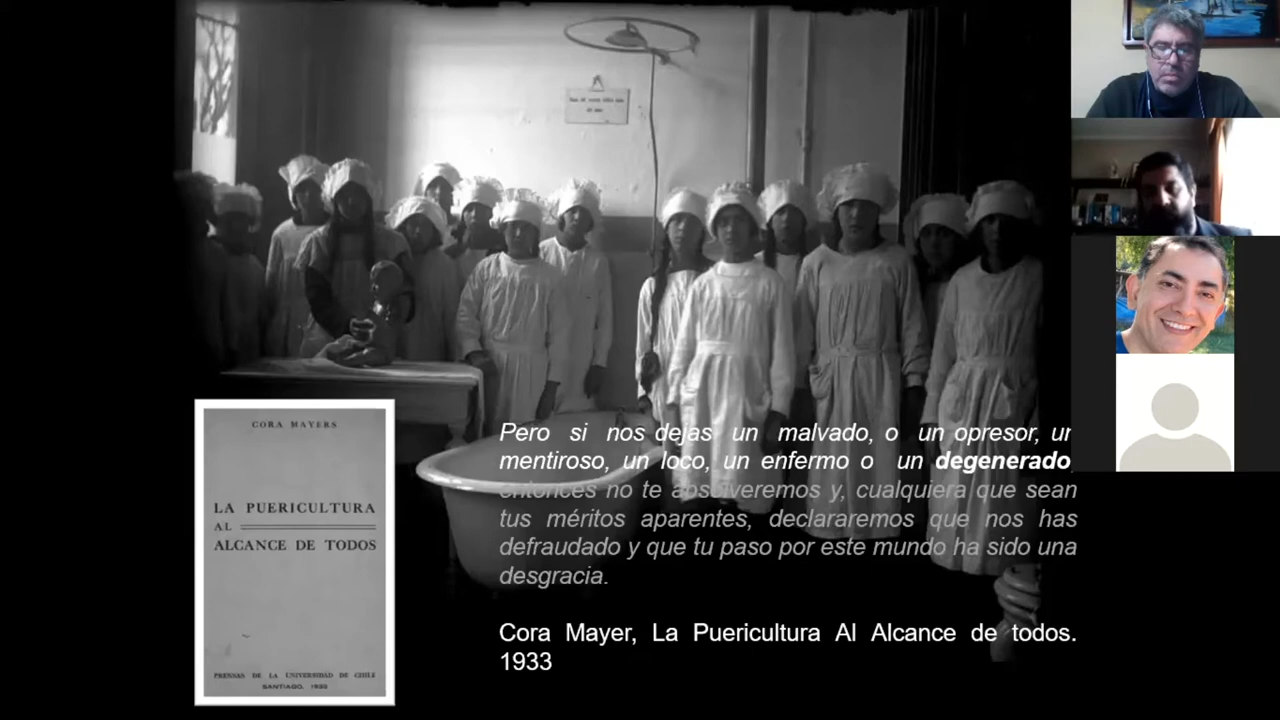 CORA MAYERS
LA PUERICULTURA
AL
ALCANCE DE TODOS
PRENSAS DE LA UNIVERSIDAD DE CHILE
SANTIAGO, 1933
Pero si nos dejas un malvado, o un opresor, un
mentiroso, un loco, un enfermo o un degenerado,
entonces no te absolveremos y, cualquiera que sean
tus méritos aparentes, declararemos que nos has
defraudado y que tu paso por este mundo ha sido una
desgracia.
Cora Mayer, La Puericultura Al Alcance de todos.
1933